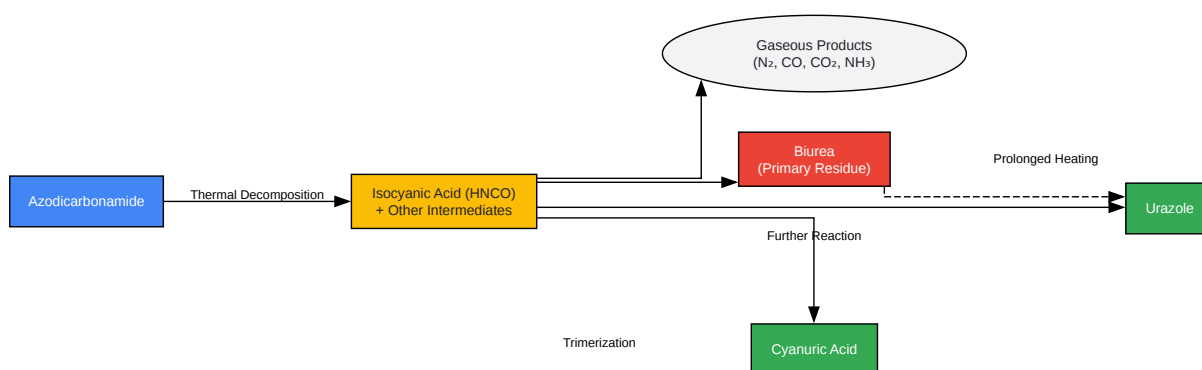 Gaseous Products
(N₂, CO, CO₂, NH₃)
Biurea
(Primary Residue)
Prolonged Heating
Azodicarbonamide
Thermal Decomposition
Isocyanic Acid (HNCO)
+ Other Intermediates
Urazole
Further Reaction
Trimerization
Cyanuric Acid